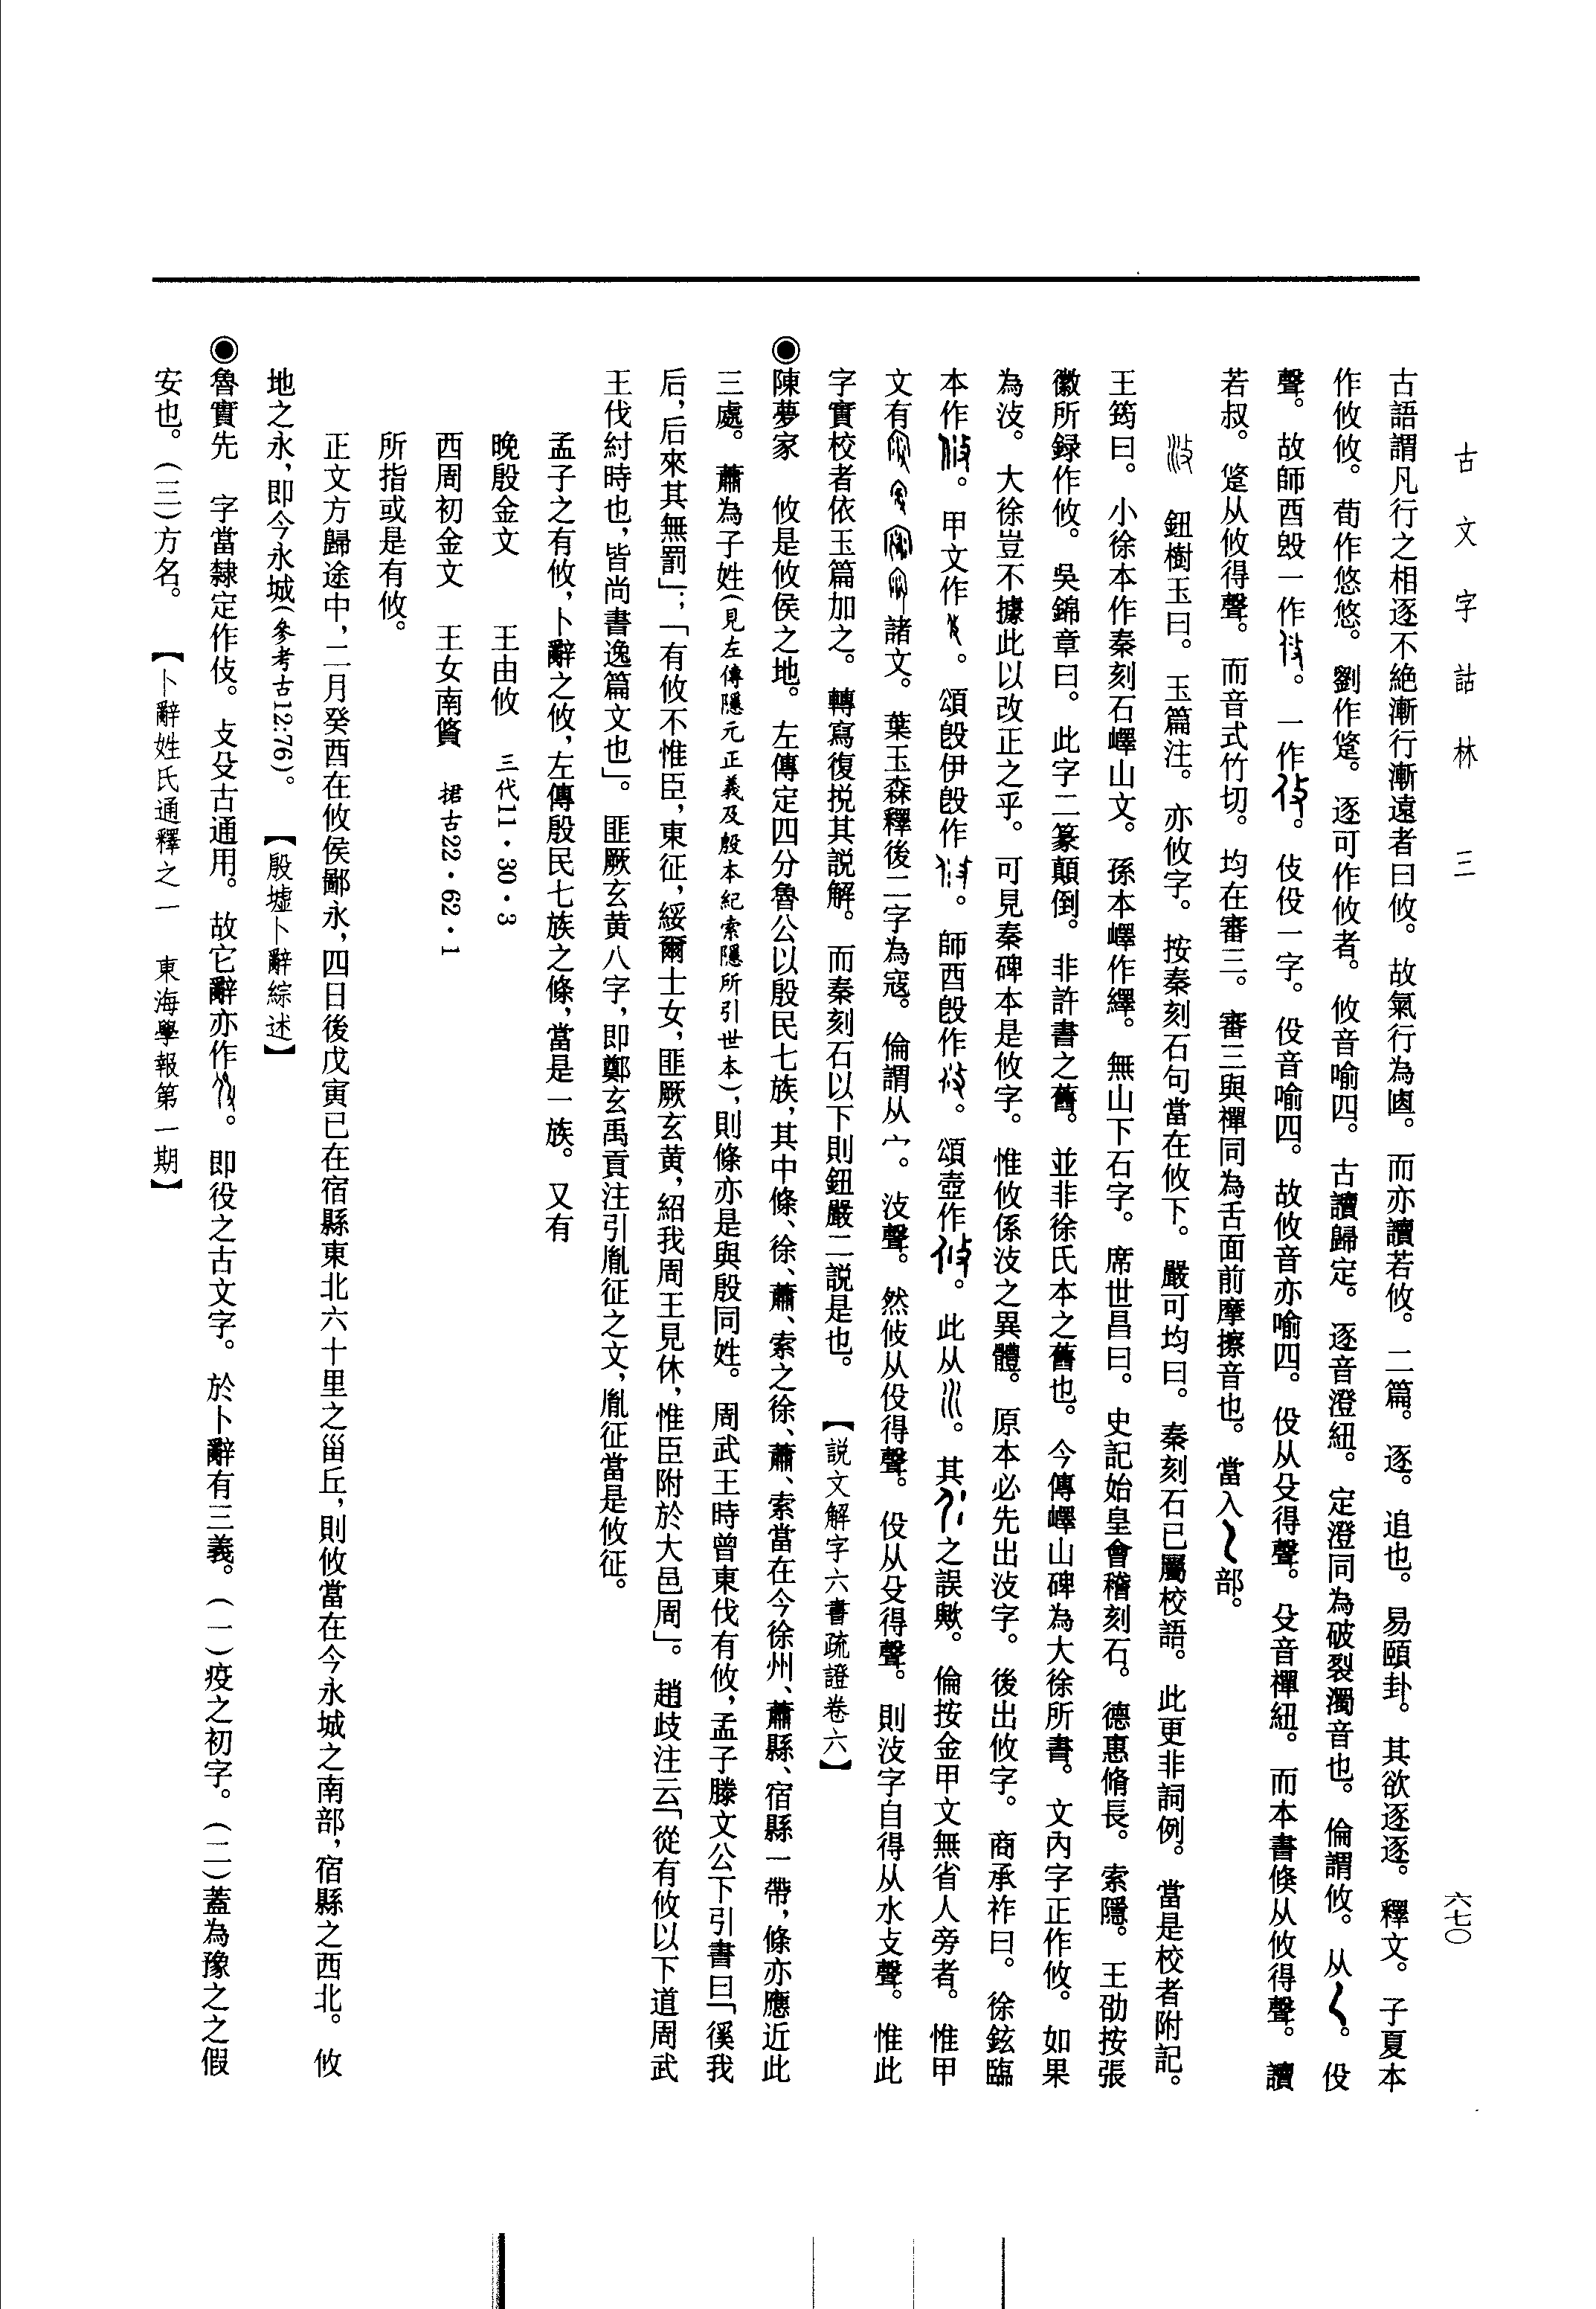 古文字詁林　三
六七〇
古語謂凡行之相逐不絶漸行漸遠者曰攸。故氣行為㔽。而亦讀若攸。二篇。逐。追也。易頤卦。其欲逐逐。釋文。子夏本
作攸攸。荀作悠悠。劉作䇓。逐可作攸者。攸音喻四。古讀歸定。逐音澄紐。定澄同為破裂濁音也。倫謂攸。从。役
聲。故師酉𣪘一作。一作。伇役一字。役音喻四。故攸音亦喻四。役从殳得聲。殳音禪紐。而本書倏从攸得聲。讀
若叔。䇓从攸得聲。而音式竹切。均在審三。審三與禪同為舌面前摩擦音也。當入部。
鈕樹玉曰。玉篇注。亦攸字。按秦刻石句當在攸下。嚴可均曰。秦刻石已屬校語。此更非詞例。當是校者附記。
王筠曰。小徐本作秦刻石嶧山文。孫本嶧作繹。無山下石字。席世昌曰。史記始皇會稽刻石。德惠脩長。索隱。王劭按張
徽所録作攸。吳錦章曰。此字二篆顛倒。非許書之舊。並非徐氏本之舊也。今傳嶧山碑為大徐所書。文內字正作攸。如果
為汥。大徐豈不據此以改正之乎。可見秦碑本是攸字。惟攸係汥之異體。原本必先出汥字。後出攸字。商承祚曰。徐鉉臨
本作。甲文作。頌𣪘伊𣪘作。師酉𣪘作。頌壺作。此从。其之誤歟。倫按金甲文無省人旁者。惟甲
文有諸文。葉玉森釋後二字為寇。倫謂从宀。汥聲。然攸从役得聲。役从殳得聲。則汥字自得从水攴聲。惟此
字實校者依玉篇加之。轉寫復挩其説解。而秦刻石以下則鈕嚴二説是也。【説文解字六書疏證卷六】
◉陳夢家　攸是攸侯之地。左傳定四分魯公以殷民七族，其中條、徐、蕭、索之徐、蕭、索當在今徐州、蕭縣、宿縣一帶，條亦應近此
三處。蕭為子姓（見左傳隱元正義及殷本紀索隱所引世本），則條亦是與殷同姓。周武王時曾東伐有攸，孟子滕文公下引書曰「徯我
后，后來其無罰」；「有攸不惟臣，東征，綏爾士女，匪厥玄黃，紹我周王見休，惟臣附於大邑周」。趙歧注云「從有攸以下道周武
王伐紂時也，皆尚書逸篇文也」。匪厥玄黃八字，即鄭玄禹貢注引胤征之文，胤征當是攸征。
孟子之有攸，卜辭之攸，左傳殷民七族之條，當是一族。又有
晚殷金文　王由攸　三代11·30·3
西周初金文　王女南䝨　捃古22·62·1
所指或是有攸。
正文方歸途中，二月癸酉在攸侯鄙永，四日後戊寅已在宿縣東北六十里之甾丘，則攸當在今永城之南部，宿縣之西北。攸
地之永，即今永城（參考古12:76）。【殷墟卜辭綜述】
◉魯實先　字當隸定作伇。攴殳古通用。故它辭亦作。即役之古文字。於卜辭有三義。（一）疫之初字。（二）蓋為豫之之假
安也。（三）方名。【卜辭姓氏通釋之一　東海學報第一期】